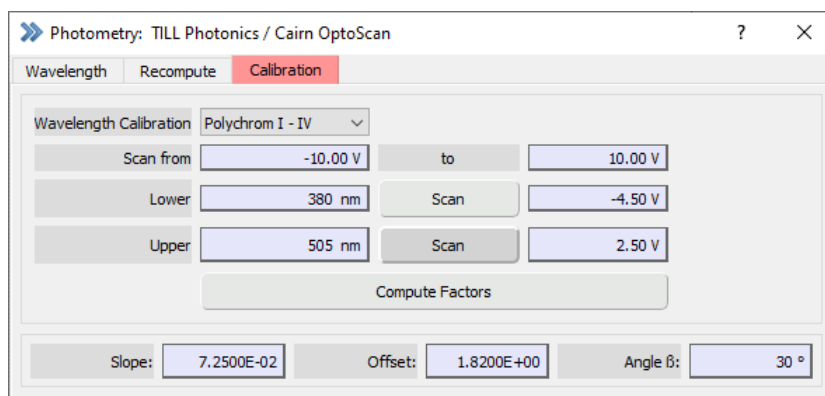 Photometry: TILL Photonics / Cairn OptoScan ?
Wavelength Recompute Calibration
Wavelength Calibration Polychrom I - IV
Scan from -10.00 V to 10.00 V
Lower 380 nm Scan -4.50 V
Upper 505 nm Scan 2.50 V
Compute Factors
Slope: 7.2500E-02 Offset: 1.8200E+00 Angle ß: 30 °